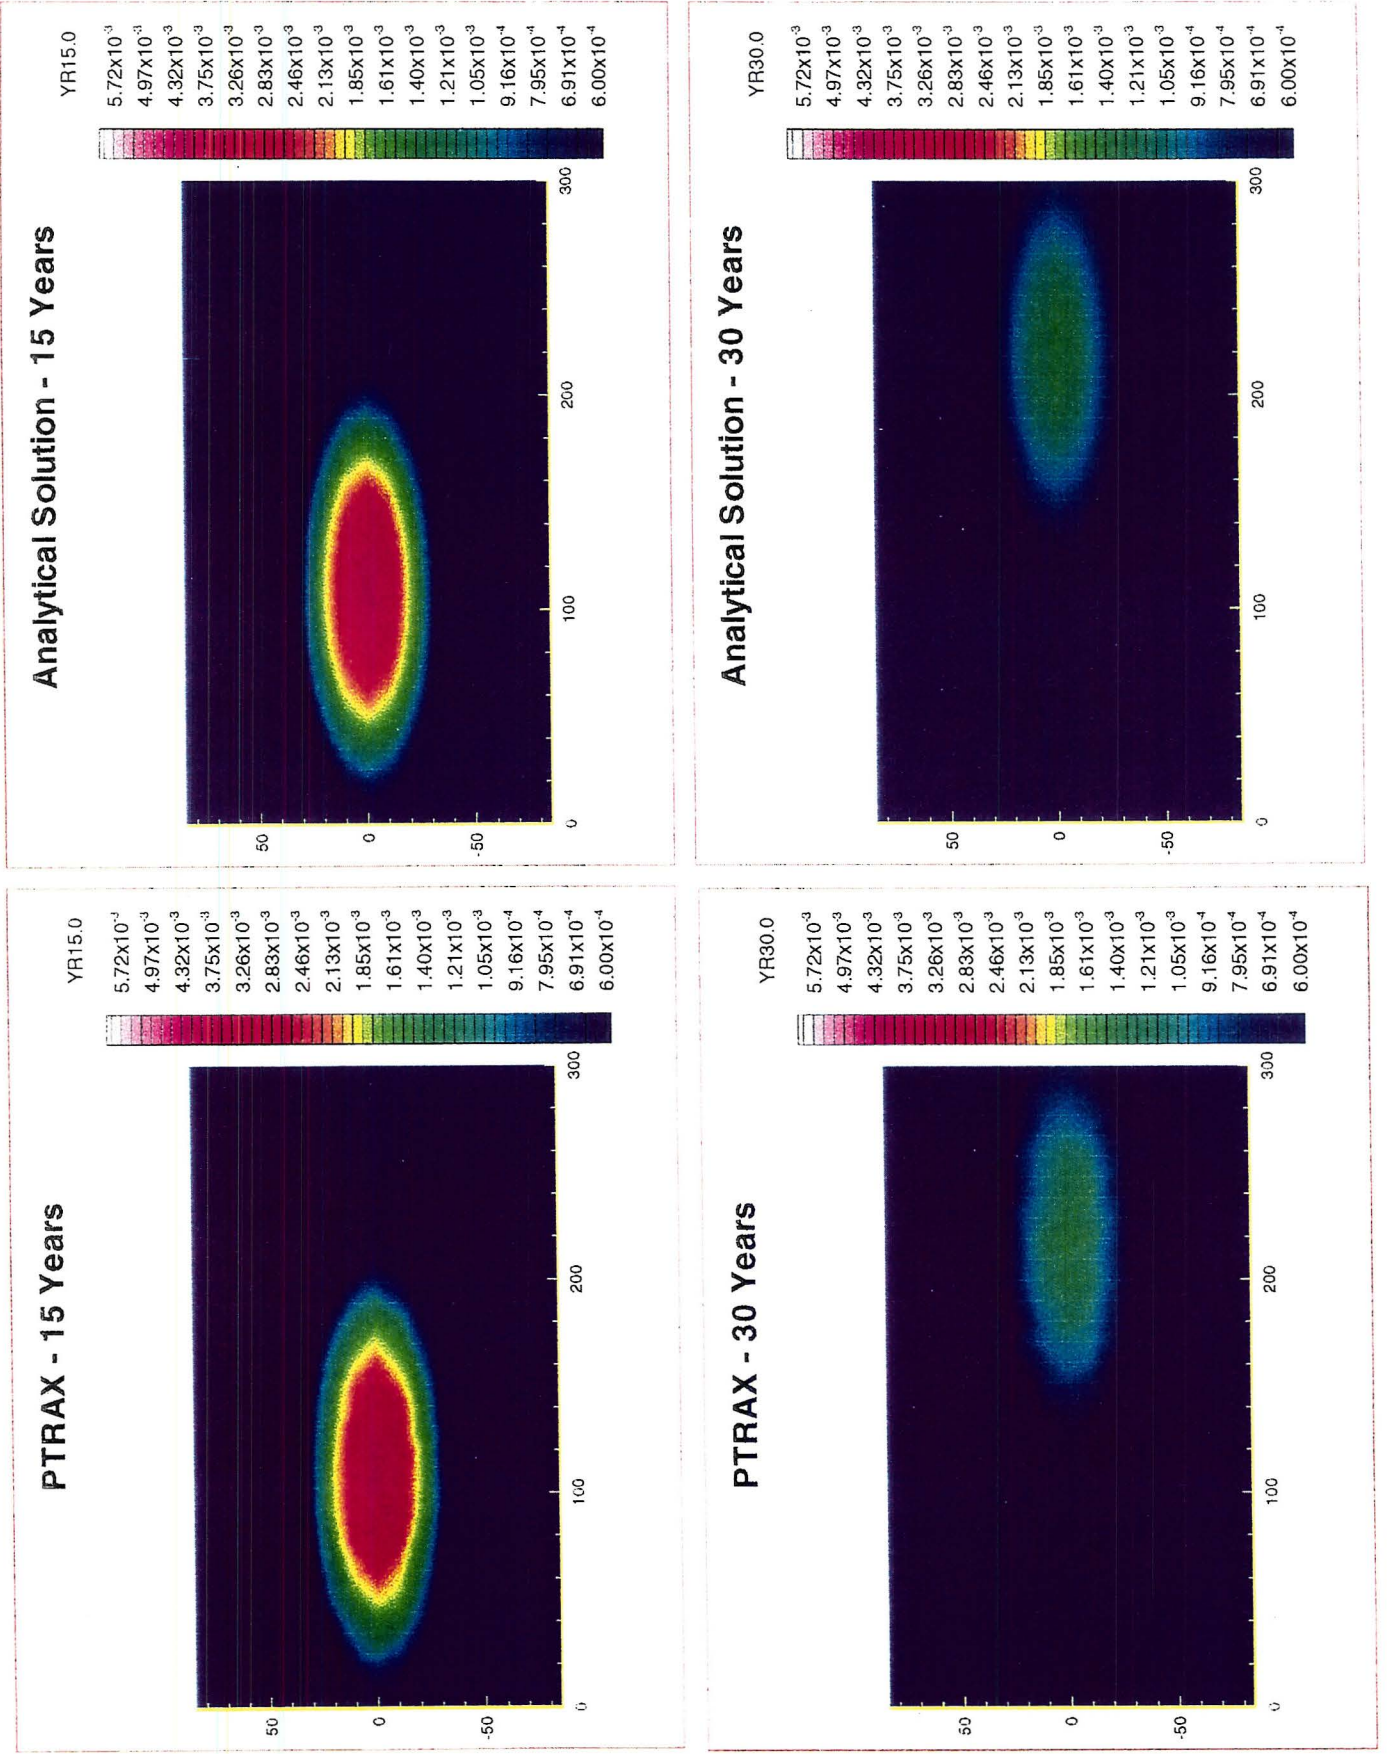 PTRAX - 15 Years
YR15.0
5.72x10⁻³
4.97x10⁻³
4.32x10⁻³
3.75x10⁻³
3.26x10⁻³
2.83x10⁻³
2.46x10⁻³
2.13x10⁻³
1.85x10⁻³
1.61x10⁻³
1.40x10⁻³
1.21x10⁻³
1.05x10⁻³
9.16x10⁻⁴
7.95x10⁻⁴
6.91x10⁻⁴
6.00x10⁻⁴
50
0
-50
0 100 200 300
Analytical Solution - 15 Years
YR15.0
5.72x10⁻³
4.97x10⁻³
4.32x10⁻³
3.75x10⁻³
3.26x10⁻³
2.83x10⁻³
2.46x10⁻³
2.13x10⁻³
1.85x10⁻³
1.61x10⁻³
1.40x10⁻³
1.21x10⁻³
1.05x10⁻³
9.16x10⁻⁴
7.95x10⁻⁴
6.91x10⁻⁴
6.00x10⁻⁴
50
0
-50
0 100 200 300
PTRAX - 30 Years
YR30.0
5.72x10⁻³
4.97x10⁻³
4.32x10⁻³
3.75x10⁻³
3.26x10⁻³
2.83x10⁻³
2.46x10⁻³
2.13x10⁻³
1.85x10⁻³
1.61x10⁻³
1.40x10⁻³
1.21x10⁻³
1.05x10⁻³
9.16x10⁻⁴
7.95x10⁻⁴
6.91x10⁻⁴
6.00x10⁻⁴
50
0
-50
0 100 200 300
Analytical Solution - 30 Years
YR30.0
5.72x10⁻³
4.97x10⁻³
4.32x10⁻³
3.75x10⁻³
3.26x10⁻³
2.83x10⁻³
2.46x10⁻³
2.13x10⁻³
1.85x10⁻³
1.61x10⁻³
1.40x10⁻³
1.21x10⁻³
1.05x10⁻³
9.16x10⁻⁴
7.95x10⁻⁴
6.91x10⁻⁴
6.00x10⁻⁴
50
0
-50
0 100 200 300